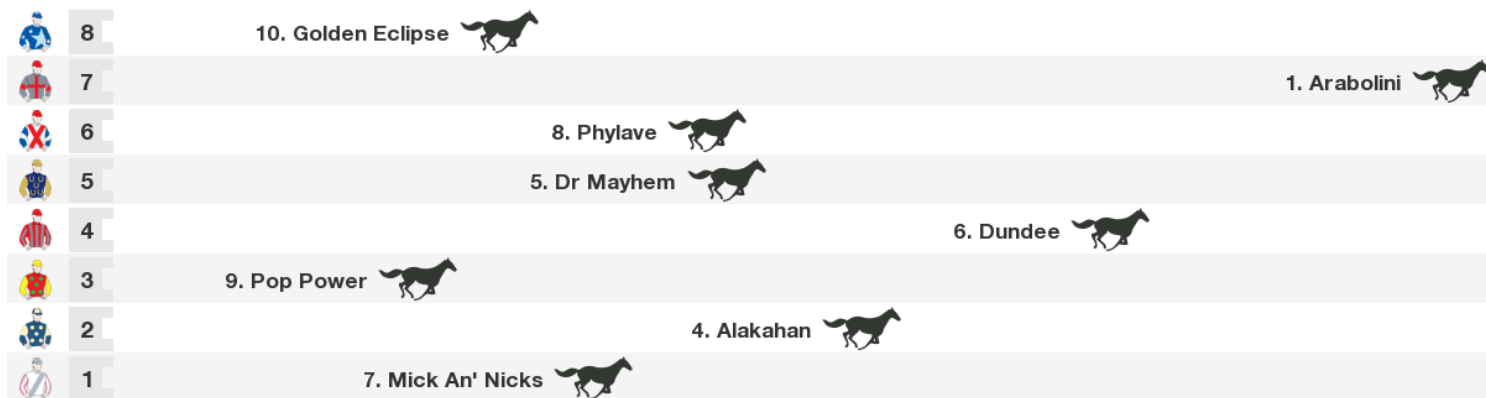 8 10. Golden Eclipse
7 1. Arabolini
6 8. Phylave
5 5. Dr Mayhem
4 6. Dundee
3 9. Pop Power
2 4. Alakahan
1 7. Mick An' Nicks